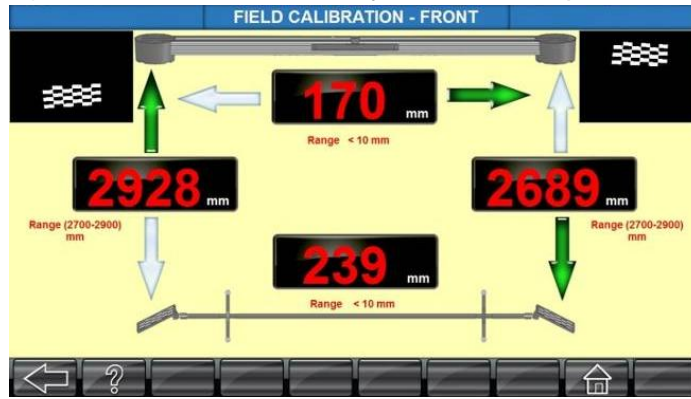 FIELD CALIBRATION - FRONT
170 mm
Range < 10 mm
2928 mm
2689 mm
Range (2700-2900)
mm
Range (2700-2900)
mm
239 mm
Range < 10 mm
?